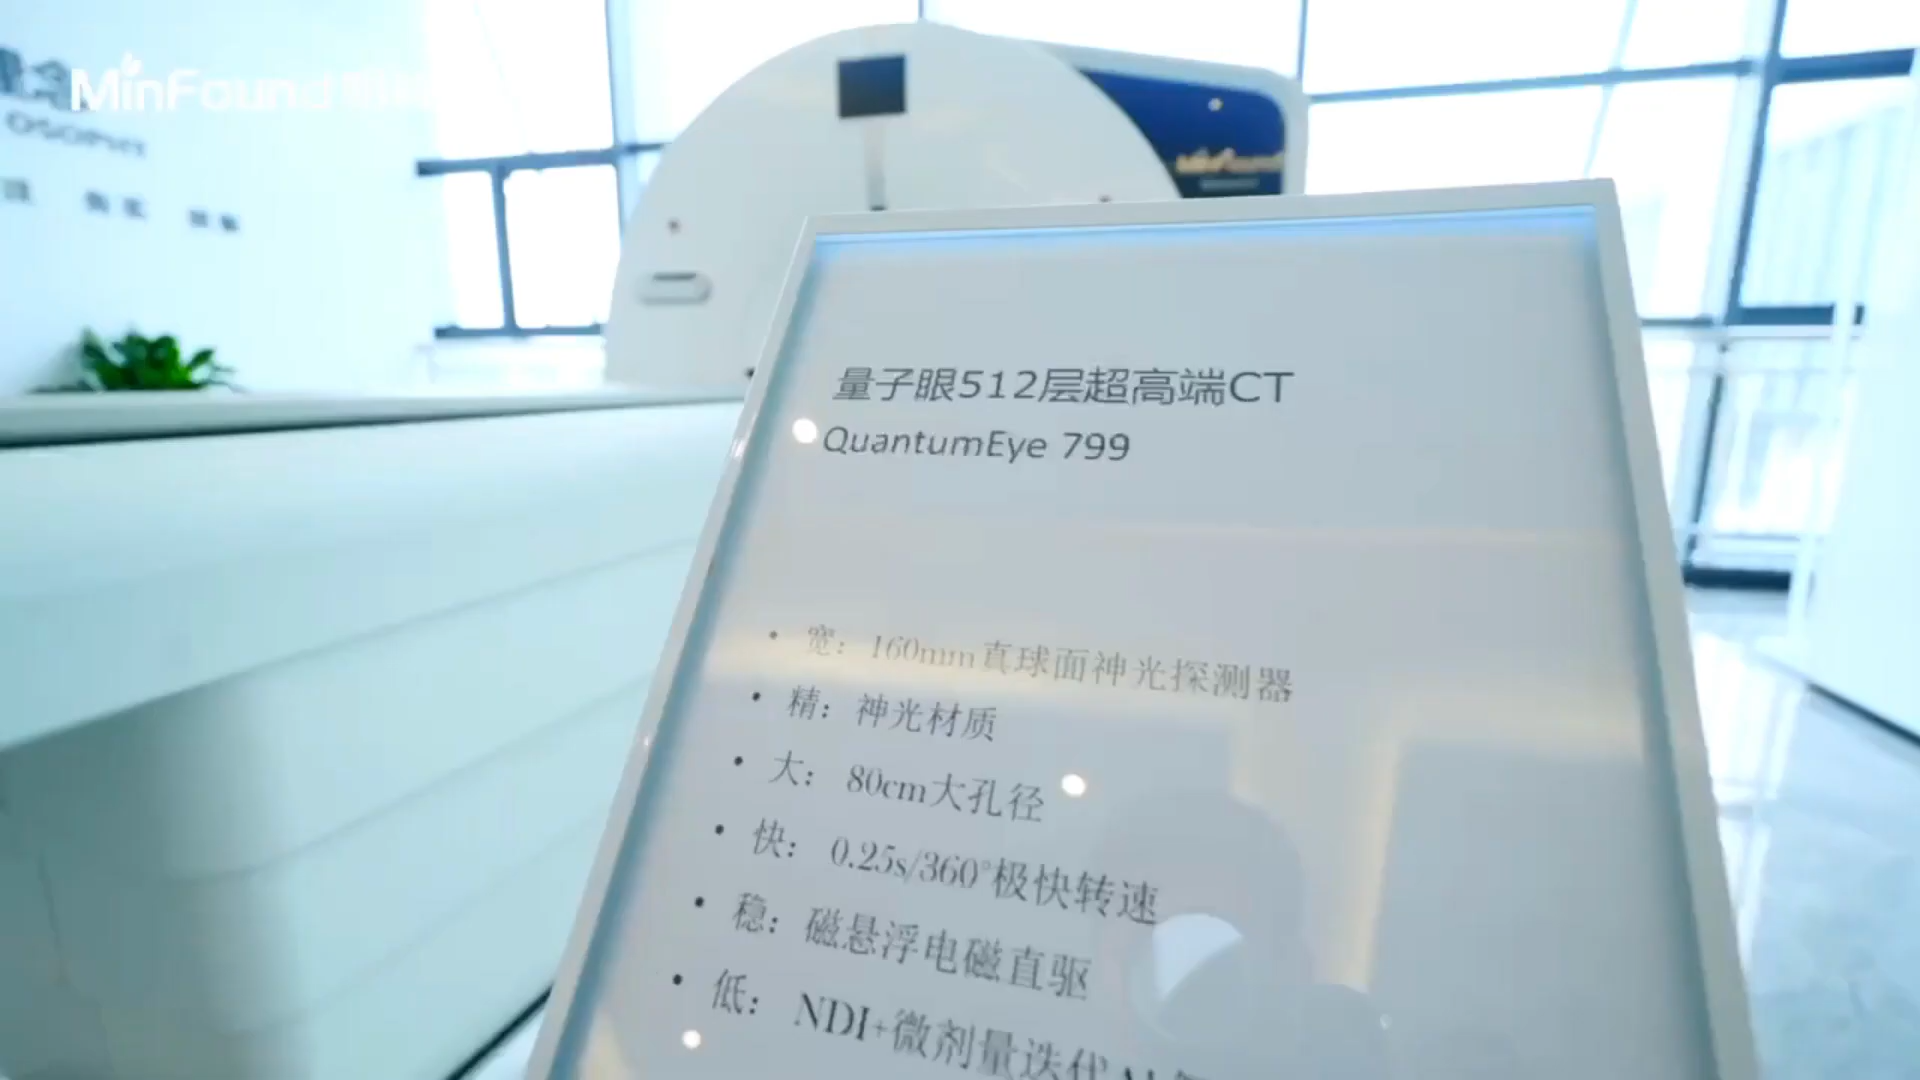 MinFound
量子眼512层超高端CT
QuantumEye 799
• 宽：160mm真球面神光探测器
• 精：神光材质
• 大：80cm大孔径
• 快：0.25s/360°极快转速
• 稳：磁悬浮电磁直驱
• 低：NDI+微剂量迭代